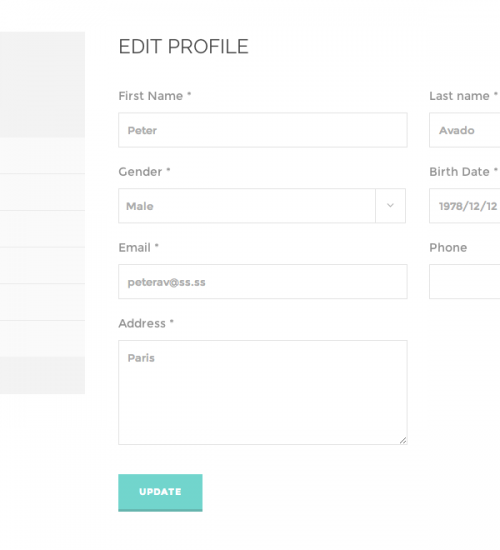 EDIT PROFILE
First Name * Last name *
Peter Avado
Gender * Birth Date *
Male 1978/12/12
Email * Phone
peterav@ss.ss
Address *
Paris
UPDATE